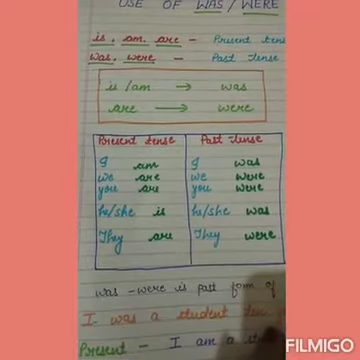 USE OF WAS / WERE
is, am, are - Present tens
was, were - Past Tense
is / am → was
are → were
Present tense Past Tense
I am I was
we are we were
you are you were
he/she is he/she was
They are They were
was - were is past form of
I was a student
Present - I am a
FILMIGO